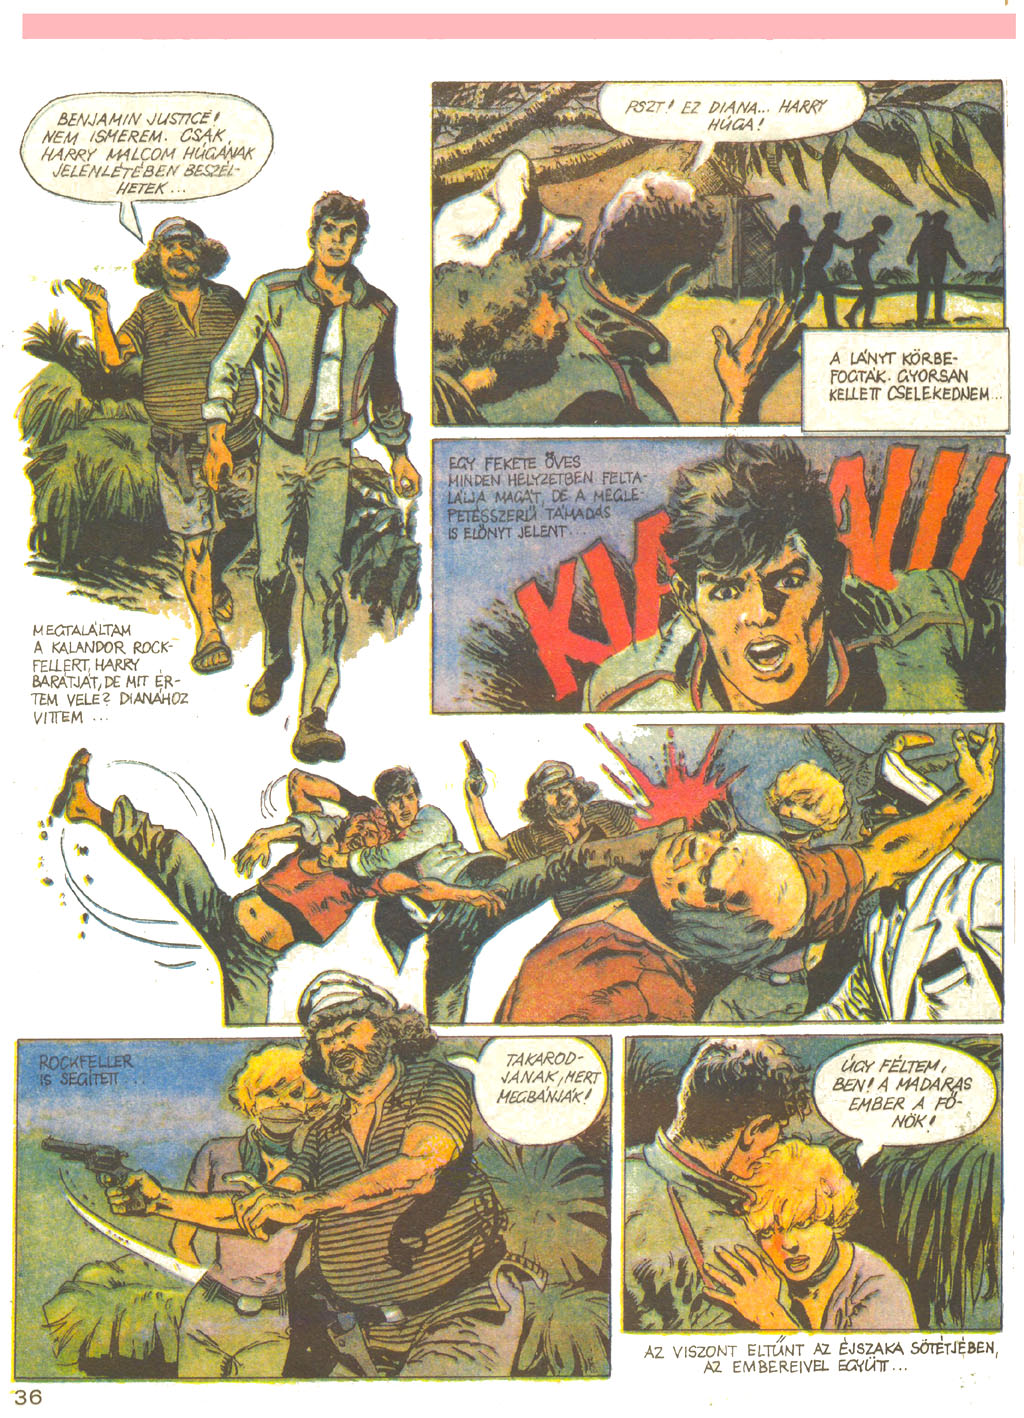 BENJAMIN JUSTICE!
NEM ISMEREM. CSAK
HARRY MALCOM HÚGÁNAK
JELENLÉTÉBEN BESZÉL-
HETEK...
MEGTALÁLTAM
A KALANDOR ROCK-
FELLERT, HARRY
BARÁTJÁT, DE MIT ÉR-
TEM VELE? DIANÁHOZ
VITTEM ...
PSZT! EZ DIANA... HARRY
HÚGA!
A LÁNYT KÖRBE-
FOGTÁK. GYORSAN
KELLETT CSELEKEDNEM...
EGY FEKETE ÖVES
MINDEN HELYZETBEN FELTA-
LÁLJA MAGÁT, DE A MEGLE-
PETÉSSZERŰ TÁMADÁS
IS ELŐNYT JELENT...
ROCKFELLER
IS SEGÍTETT...
TAKAROD-
JANAK, MERT
MEGBÁNJÁK!
ÚGY FÉLTEM,
BEN! A MADARAS
EMBER A FŐ-
NÖK!
AZ VISZONT ELTŰNT AZ ÉJSZAKA SÖTÉTJÉBEN,
AZ EMBEREIVEL EGYÜTT...
36